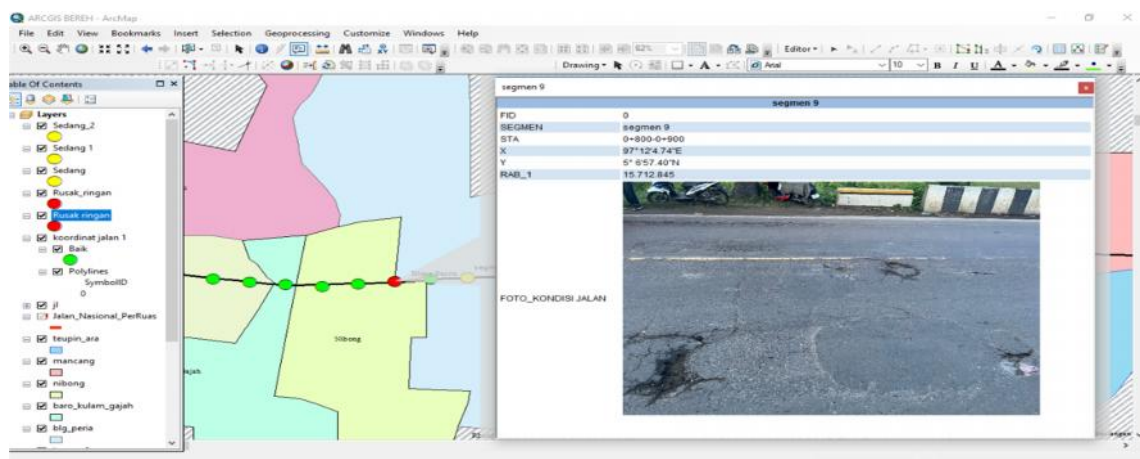 ARCGIS BEREH - ArcMap
File Edit View Bookmarks Insert Selection Geoprocessing Customize Windows Help
62%
Editor
Drawing
Arial
10
B I U A
able Of Contents
Layers
Sedang_2
Sedang 1
Sedang
Rusak_ringan
Rusak ringan
koordinat jalan 1
Baik
Polylines
SymbolID
0
jl
Jalan_Nasional_PerRuas
teupin_ara
mancang
nibong
baro_kulam_gajah
blg_peria
Nibong
segmen 9
segmen 9
FID 0
SEGMEN segmen 9
STA 0+800-0+900
X 97°12'4.74"E
Y 5° 6'57.40"N
RAB_1 15.712.845
FOTO_KONDISI JALAN